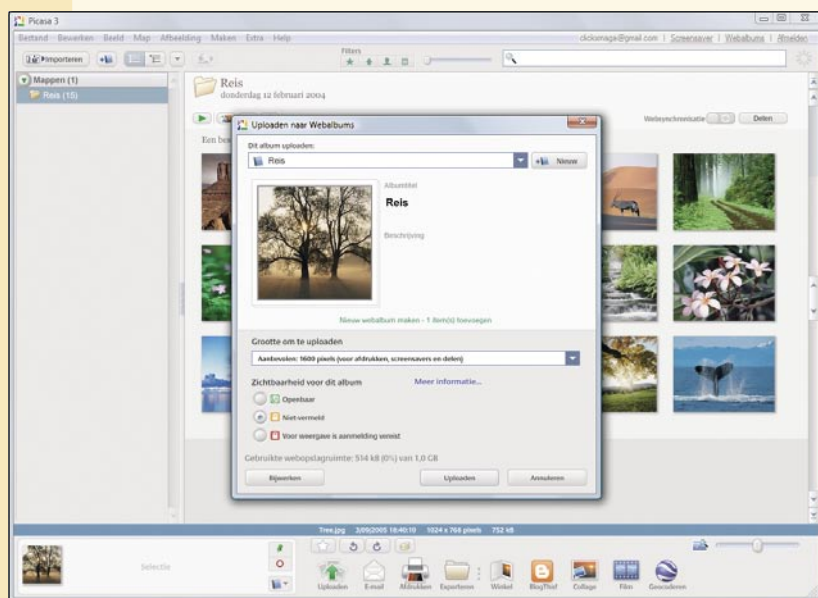 Picasa 3
Bestand Bewerken Beeld Map Afbeelding Maken Extra Help
clickximage@gmail.com | Screensaver | Webalbums | Afmelden
Importeren
Filters
Mappen (1)
Reis (15)
Reis
donderdag 12 februari 2004
Websynchronisatie
Delen
Een be
Uploaden naar Webalbums
Dit album uploaden:
Reis
Nieuw
Albumtitel
Reis
Beschrijving
Nieuw webalbum maken - 1 item(s) toevoegen
Grootte om te uploaden
Aanbevolen: 1600 pixels (voor afdrukken, screensavers en delen)
Zichtbaarheid voor dit album
Meer informatie...
Openbaar
Niet-vermeld
Voor weergave is aanmelding vereist
Gebruikte webopslagruimte: 514 kB (0%) van 1,0 GB
Bijwerken
Uploaden
Annuleren
Tree.jpg 3/09/2005 18:40:10 1024 x 768 pixels 752 kB
Selectie
Uploaden
E-mail
Afdrukken
Exporteren
Winkel
BlogThis!
Collage
Film
Geocoderen